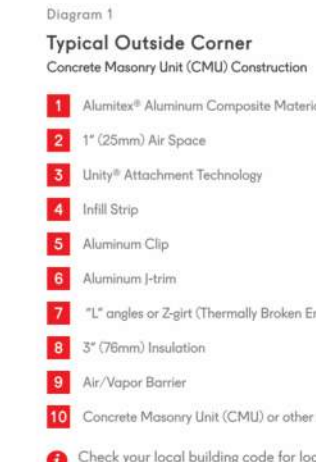 Diagram 1
Typical Outside Corner
Concrete Masonry Unit (CMU) Construction
1 Alumitex® Aluminum Composite
2 1" (25mm) Air Space
3 Unity® Attachment Technology
4 Infill Strip
5 Aluminum Clip
6 Aluminum J-trim
7 "L" angles or Z-girt (Thermally Broken
8 3" (76mm) Insulation
9 Air/Vapor Barrier
10 Concrete Masonry Unit (CMU) or other
i Check your local building code for